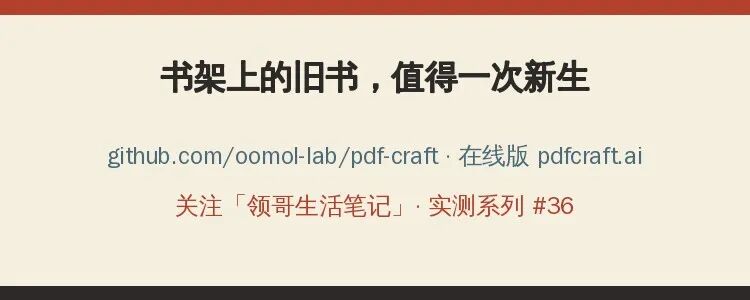 书架上的旧书，值得一次新生
github.com/oomol-lab/pdf-craft · 在线版 pdfcraft.ai
关注「领哥生活笔记」· 实测系列 #36